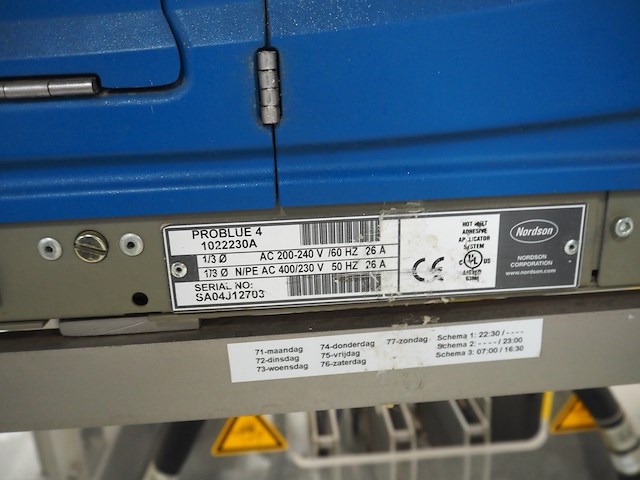 PROBLUE 4
1022230A
1/3 Ø AC 200-240 V /60 HZ 26 A
1/3 Ø N/PE AC 400/230 V 50 HZ 26 A
SERIAL NO:
SA04J12703
CE
HOT MELT
ADHESIVE
APPLICATOR
SYSTEM
C UL US
LISTED
Nordson
NORDSON
CORPORATION
www.nordson.com
71-maandag 74-donderdag 77-zondag
72-dinsdag 75-vrijdag
73-woensdag 76-zaterdag
Schema 1: 22:30 / - - - -
Schema 2: - - - - / 23:00
Schema 3: 07:00 / 16:30